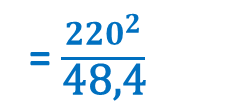 = 220² / 48,4